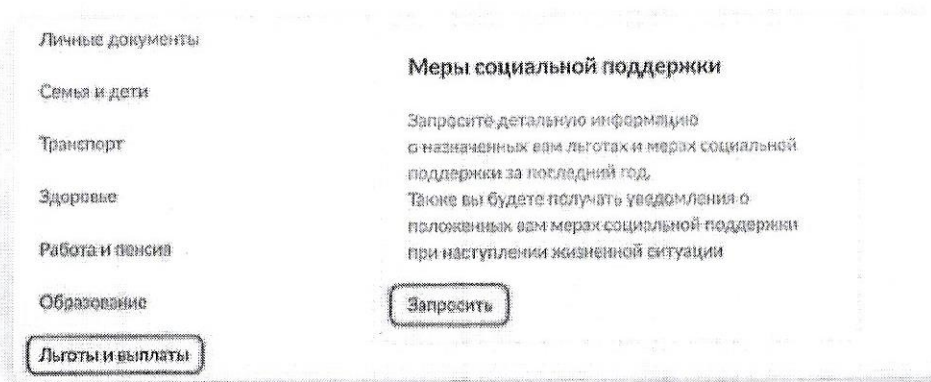 Личные документы
Семья и дети
Транспорт
Здоровье
Работа и пенсия
Образование
Льготы и выплаты
Меры социальной поддержки
Запросите детальную информацию
о назначенных вам льготах и мерах социальной
поддержки за последний год.
Также вы будете получать уведомления о
положенных вам мерах социальной поддержки
при наступлении жизненной ситуации
Запросить